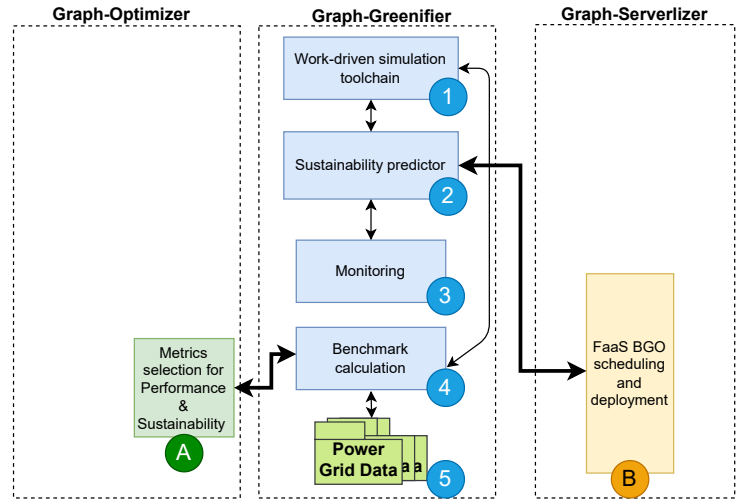 Graph-Optimizer
Graph-Greenifier
Graph-Serverlizer
Work-driven simulation
toolchain
1
Sustainability predictor
2
Monitoring
3
Metrics
selection for
Performance
&
Sustainability
A
Benchmark
calculation
4
Power
Grid Data
a
a
5
FaaS BGO
scheduling
and
deployment
B